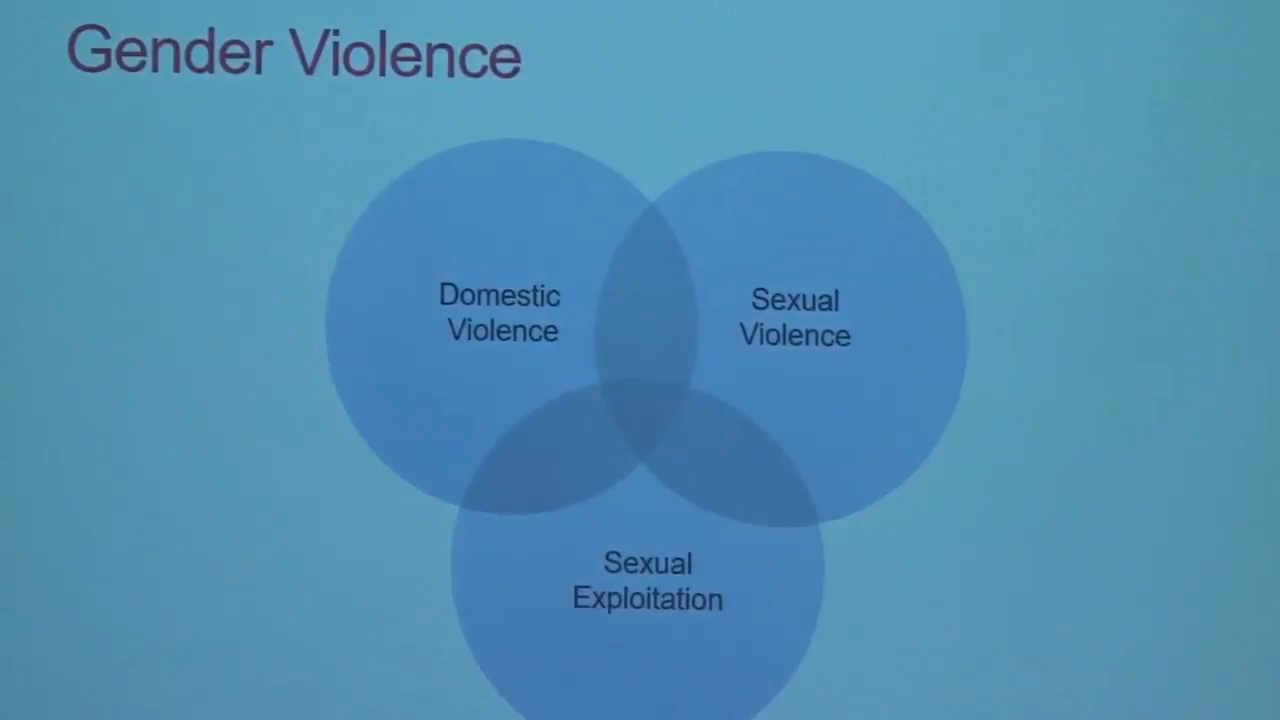 Gender Violence
Domestic
Violence
Sexual
Violence
Sexual
Exploitation